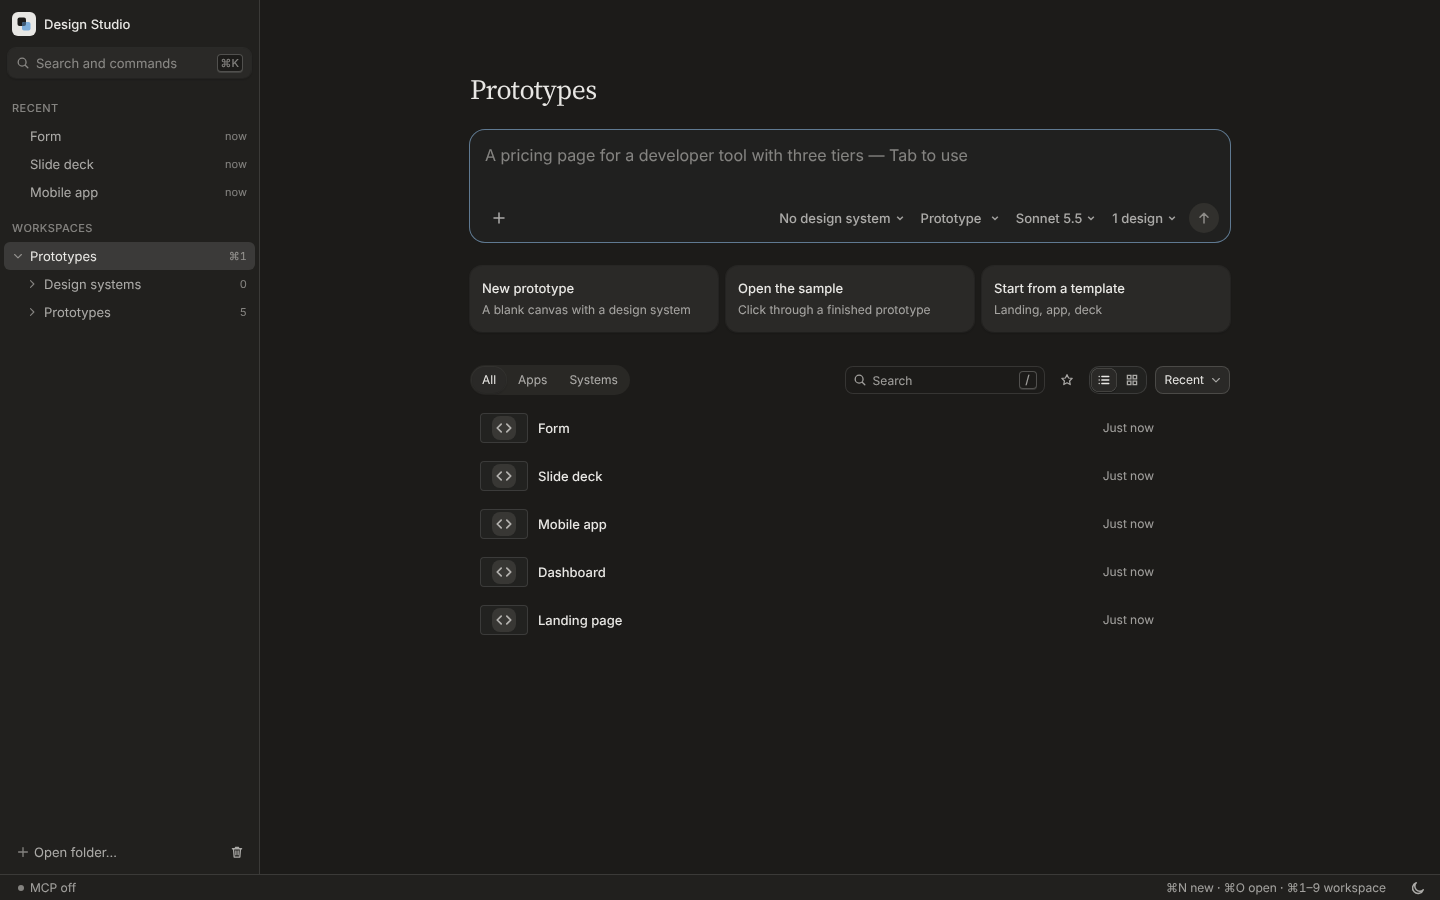 Design Studio
Search and commands ⌘K
RECENT
Form now
Slide deck now
Mobile app now
WORKSPACES
Prototypes ⌘1
Design systems 0
Prototypes 5
Open folder...
MCP off
Prototypes
A pricing page for a developer tool with three tiers — Tab to use
No design system Prototype Sonnet 5.5 1 design
New prototype
A blank canvas with a design system
Open the sample
Click through a finished prototype
Start from a template
Landing, app, deck
All Apps Systems Search / Recent
Form Just now
Slide deck Just now
Mobile app Just now
Dashboard Just now
Landing page Just now
⌘N new · ⌘O open · ⌘1–9 workspace